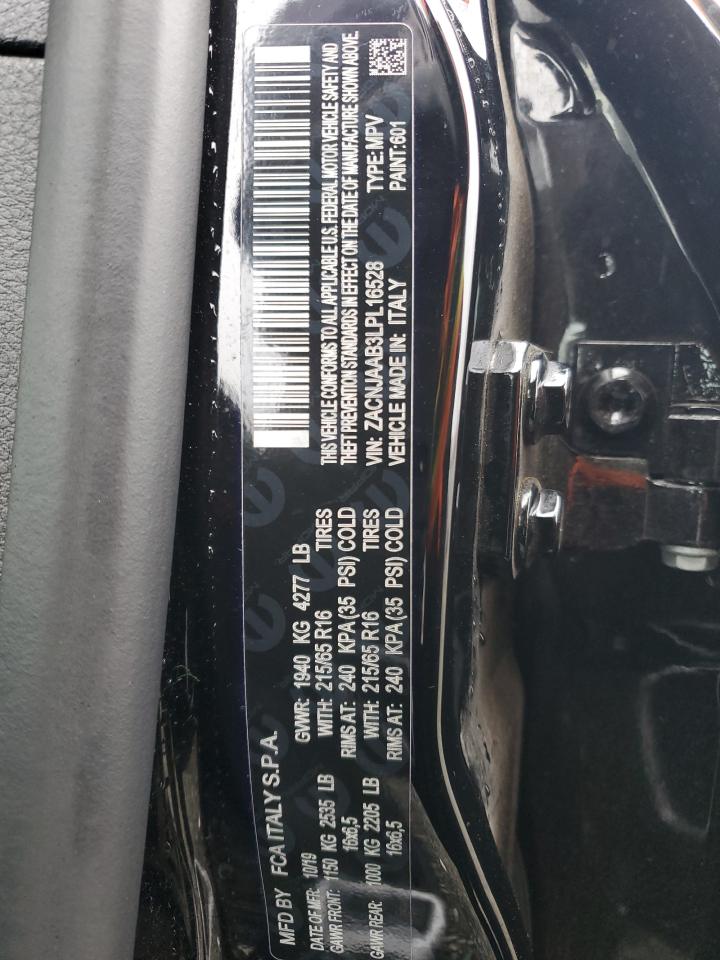 MFD BY FCA ITALY S.P.A.
DATE OF MFR: 10/19 GVWR: 1940 KG 4277 LB
GAWR FRONT: 1150 KG 2535 LB WITH: 215/65 R16 TIRES
16x6,5 RIMS AT: 240 KPA(35 PSI) COLD
GAWR REAR: 1000 KG 2205 LB WITH: 215/65 R16 TIRES
16x6,5 RIMS AT: 240 KPA(35 PSI) COLD
THIS VEHICLE CONFORMS TO ALL APPLICABLE U.S. FEDERAL MOTOR VEHICLE SAFETY AND
THEFT PREVENTION STANDARDS IN EFFECT ON THE DATE OF MANUFACTURE SHOWN ABOVE.
VIN: ZACNJAAB3LPL16528 TYPE: MPV
VEHICLE MADE IN: ITALY PAINT: 601